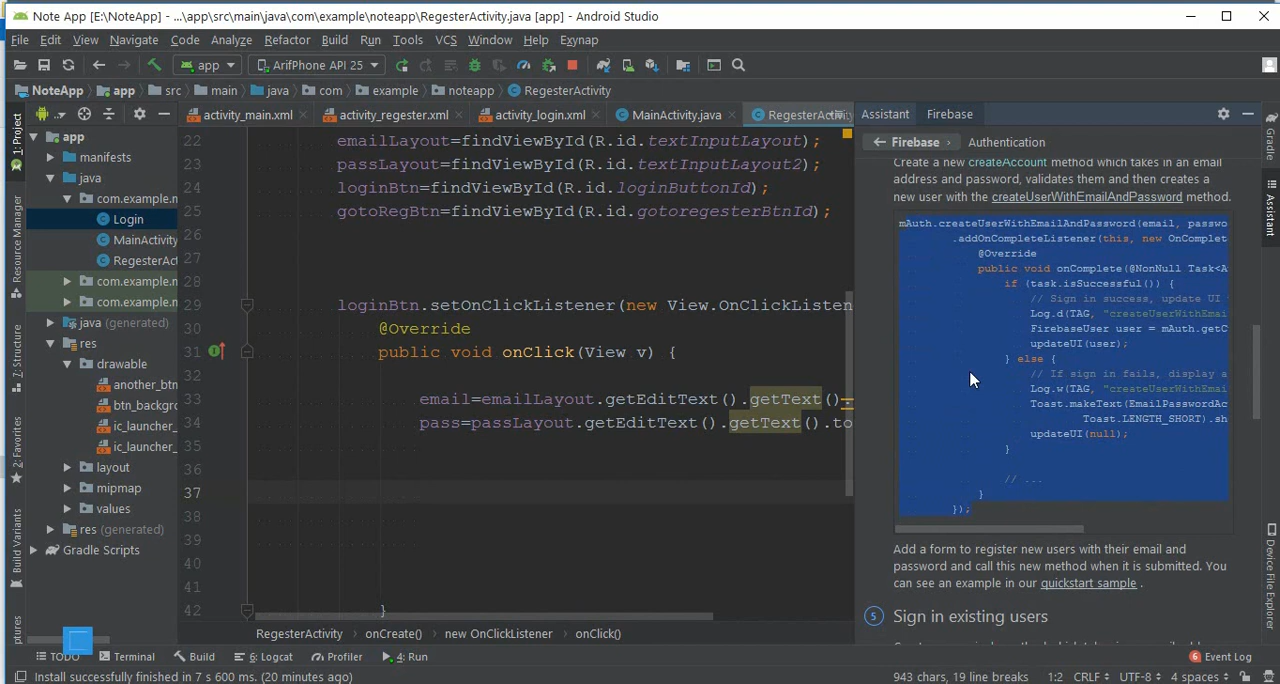 Note App [E:\NoteApp] - ...\app\src\main\java\com\example\noteapp\RegesterActivity.java [app] - Android Studio
File Edit View Navigate Code Analyze Refactor Build Run Tools VCS Window Help Exynap
app ArifPhone API 25
NoteApp app src main java com example noteapp RegesterActivity
Project activity_main.xml activity_regester.xml activity_login.xml MainActivity.java RegesterActivity Assistant Firebase
app
manifests
java
com.example.n
Login
MainActivity
RegesterAct
com.example.n
com.example.n
java (generated)
res
drawable
another_btn
btn_backgro
ic_launcher_
ic_launcher_
layout
mipmap
values
res (generated)
Gradle Scripts
1: Project
Resource Manager
7: Structure
2: Favorites
Build Variants
ptures
22 emailLayout=findViewById(R.id.textInputLayout);
23 passLayout=findViewById(R.id.textInputLayout2);
24 loginBtn=findViewById(R.id.loginButtonId);
25 gotoRegBtn=findViewById(R.id.gotoregesterBtnId);
26
27
28
29 loginBtn.setOnClickListener(new View.OnClickListen
30 @Override
31 public void onClick(View v) {
32
33 email=emailLayout.getEditText().getText()
34 pass=passLayout.getEditText().getText().to
35
36
37
38
39
40
41
42 }
RegesterActivity onCreate() new OnClickListener onClick()
Firebase Authentication
Create a new createAccount method which takes in an email
address and password, validates them and then creates a
new user with the createUserWithEmailAndPassword method.
mAuth.createUserWithEmailAndPassword(email, passwo
.addOnCompleteListener(this, new OnComplet
@Override
public void onComplete(@NonNull Task<A
if (task.isSuccessful()) {
// Sign in success, update UI
Log.d(TAG, "createUserWithEmai
FirebaseUser user = mAuth.getC
updateUI(user);
} else {
// If sign in fails, display a
Log.w(TAG, "createUserWithEmai
Toast.makeText(EmailPasswordAc
Toast.LENGTH_SHORT).sh
updateUI(null);
}
// ...
}
});
Add a form to register new users with their email and
password and call this new method when it is submitted. You
can see an example in our quickstart sample .
5 Sign in existing users
Gradle
Assistant
Device File Explorer
TODO Terminal Build 6: Logcat Profiler 4: Run 6 Event Log
Install successfully finished in 7 s 600 ms. (20 minutes ago) 943 chars, 19 line breaks 1:2 CRLF UTF-8 4 spaces